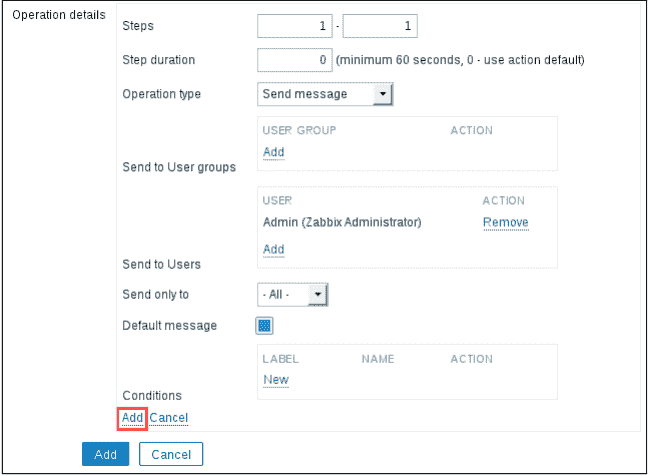 Operation details
Steps 1 - 1
Step duration 0 (minimum 60 seconds, 0 - use action default)
Operation type Send message
USER GROUP ACTION
Add
Send to User groups
USER ACTION
Admin (Zabbix Administrator) Remove
Add
Send to Users
Send only to - All -
Default message
LABEL NAME ACTION
New
Conditions
Add Cancel
Add Cancel